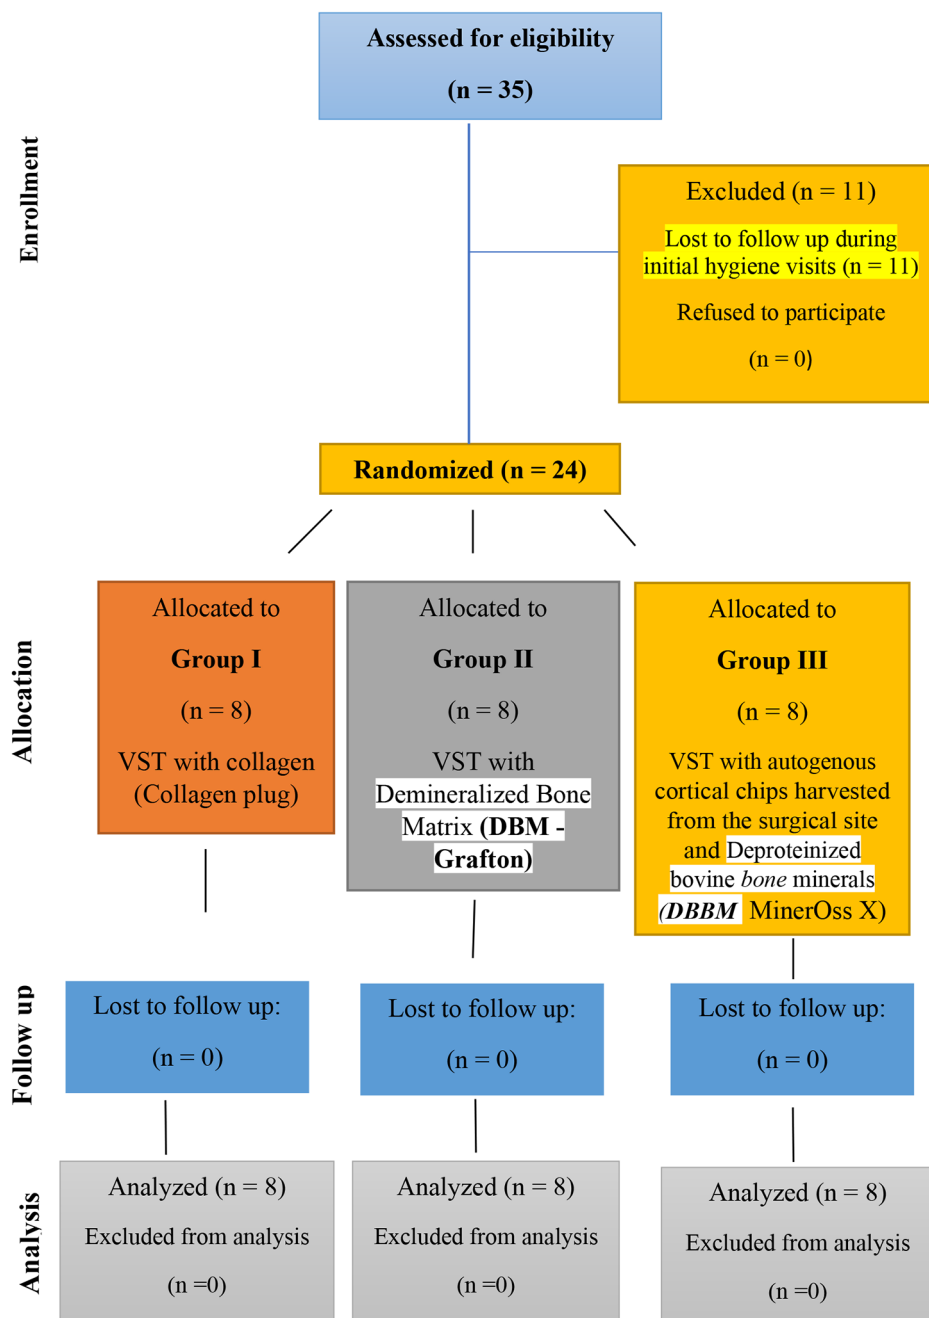 Assessed for eligibility
(n = 35)
Enrollment
Excluded (n = 11)
Lost to follow up during
initial hygiene visits (n = 11)
Refused to participate
(n = 0)
Randomized (n = 24)
Allocation
Allocated to
Group I
(n = 8)
VST with collagen
(Collagen plug)
Allocated to
Group II
(n = 8)
VST with
Demineralized Bone
Matrix (DBM -
Grafton)
Allocated to
Group III
(n = 8)
VST with autogenous
cortical chips harvested
from the surgical site
and Deproteinized
bovine bone minerals
(DBBM MinerOss X)
Follow up
Lost to follow up:
(n = 0)
Lost to follow up:
(n = 0)
Lost to follow up:
(n = 0)
Analysis
Analyzed (n = 8)
Excluded from analysis
(n =0)
Analyzed (n = 8)
Excluded from analysis
(n =0)
Analyzed (n = 8)
Excluded from analysis
(n =0)